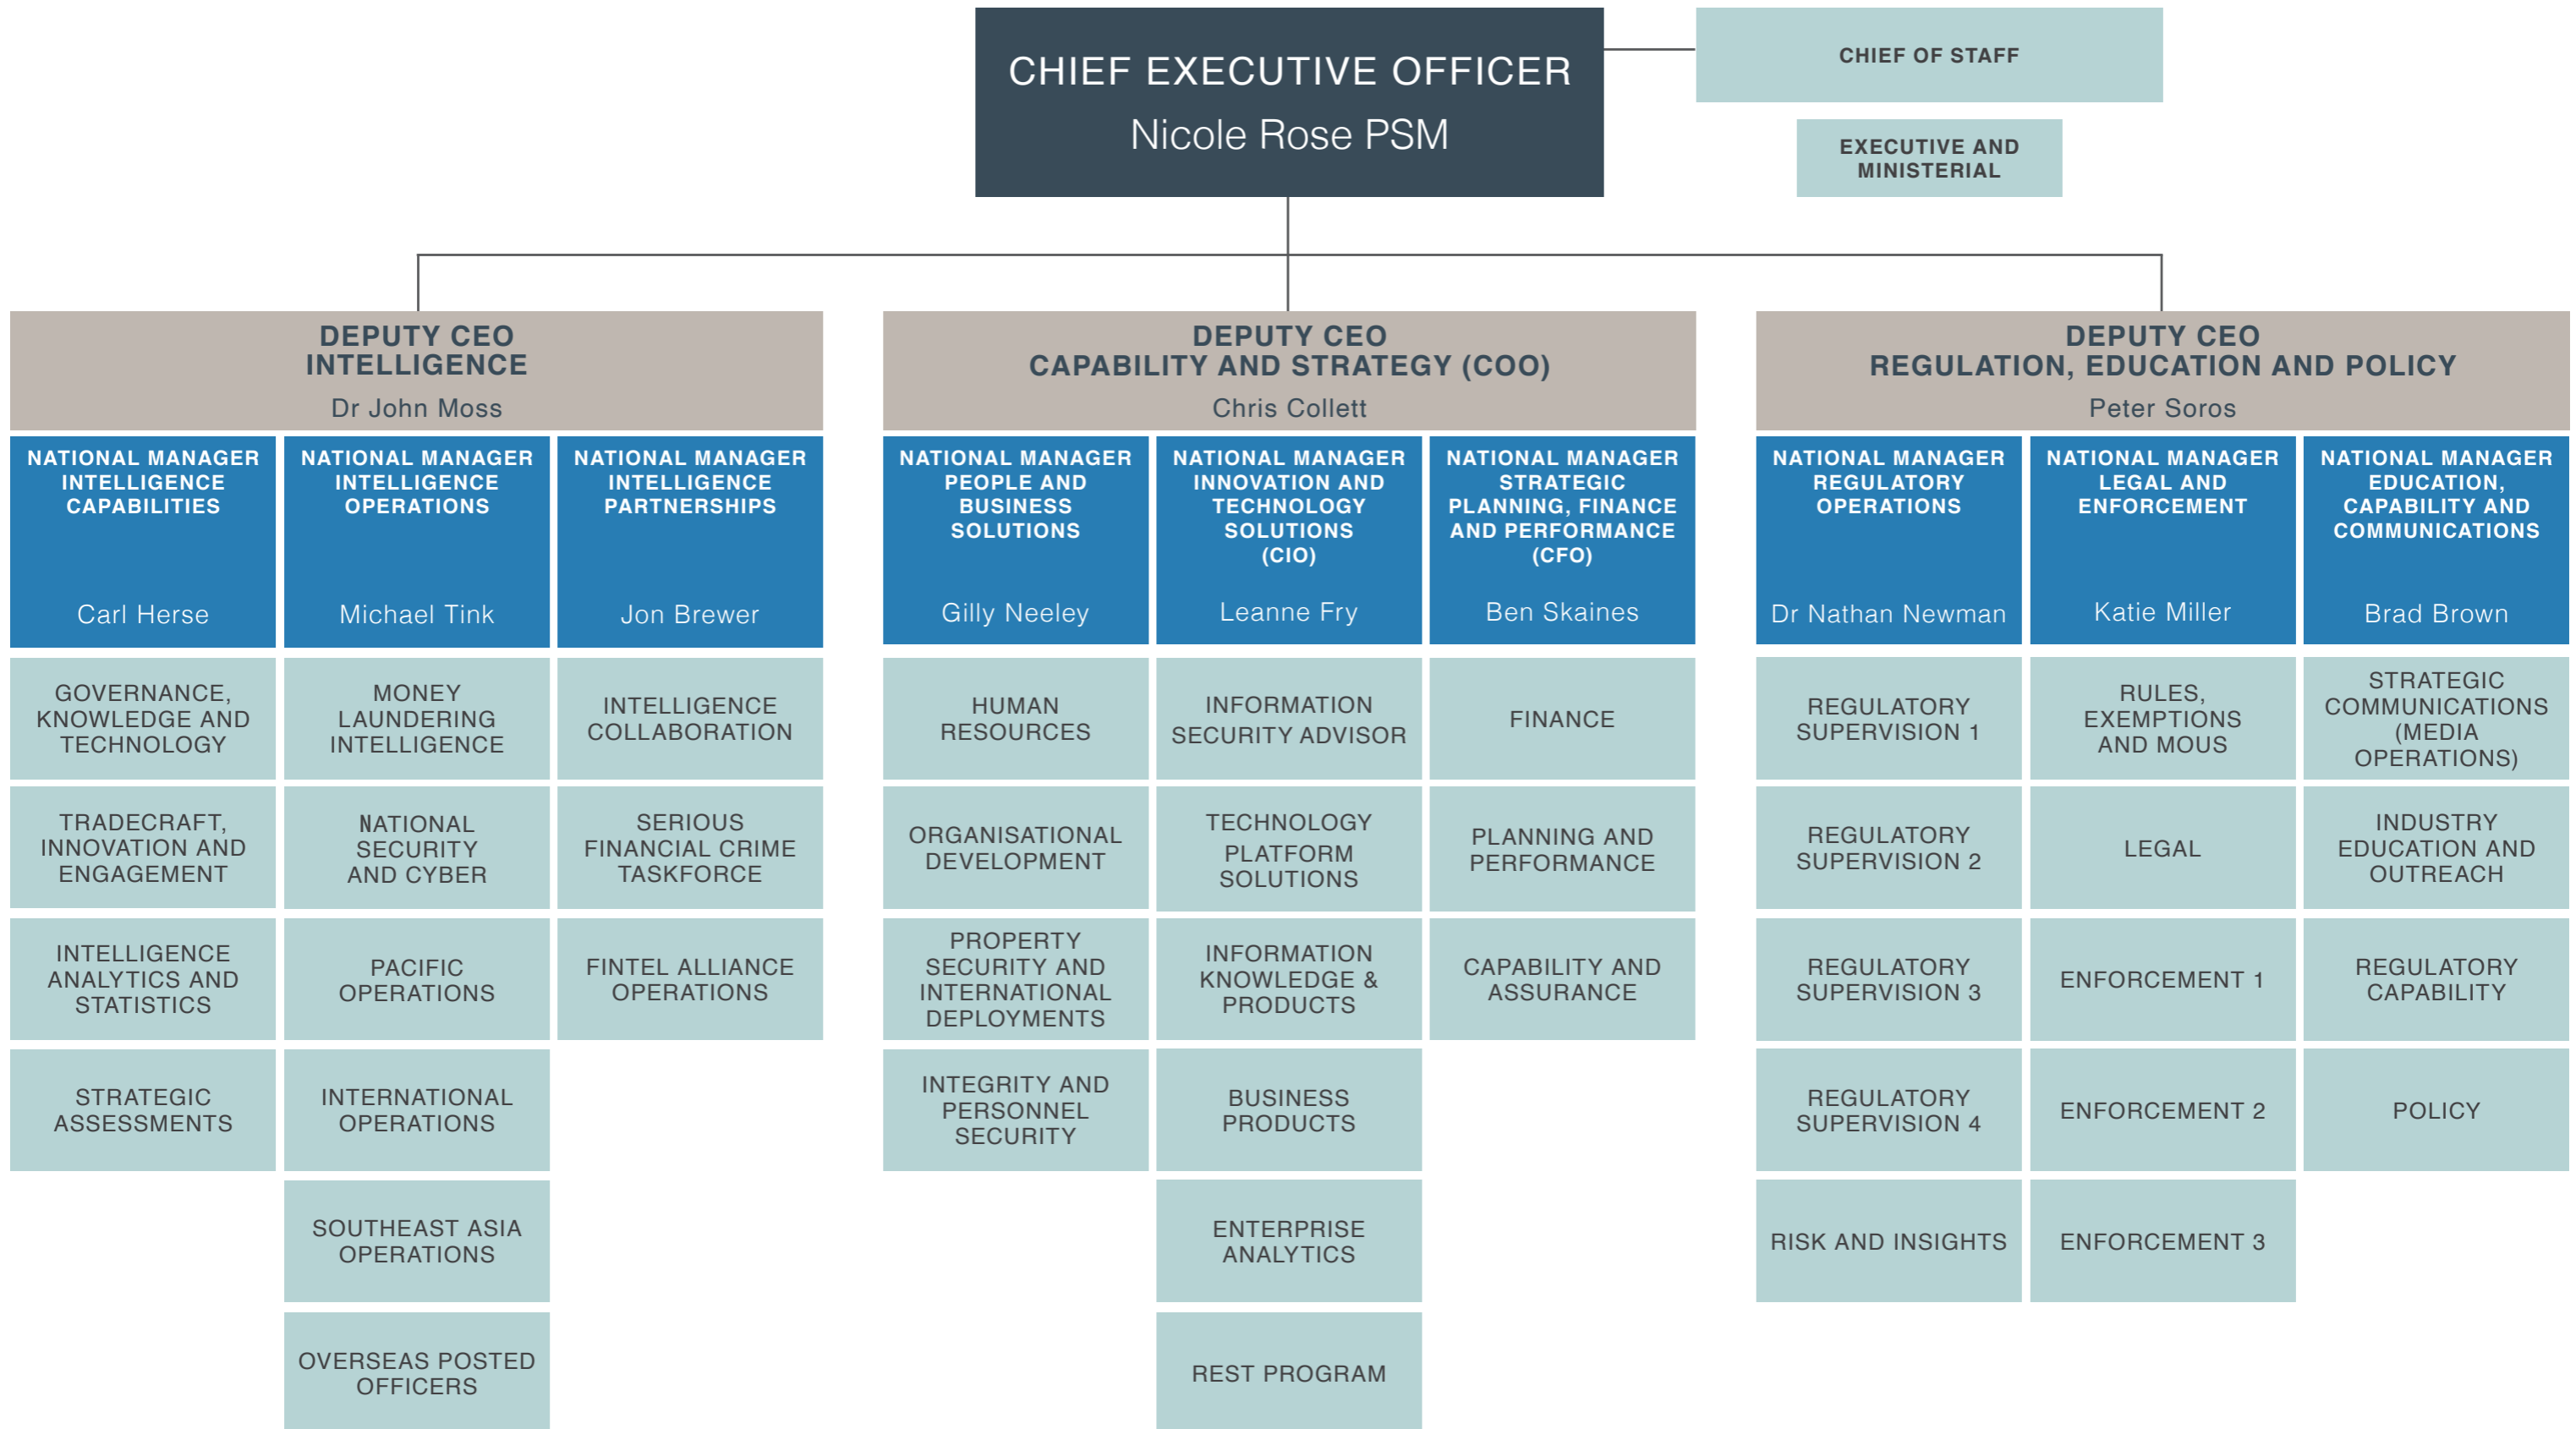 CHIEF EXECUTIVE OFFICER
Nicole Rose PSM
CHIEF OF STAFF
EXECUTIVE AND
MINISTERIAL
DEPUTY CEO
INTELLIGENCE
Dr John Moss
NATIONAL MANAGER
INTELLIGENCE
CAPABILITIES
Carl Herse
GOVERNANCE,
KNOWLEDGE AND
TECHNOLOGY
TRADECRAFT,
INNOVATION AND
ENGAGEMENT
INTELLIGENCE
ANALYTICS AND
STATISTICS
STRATEGIC
ASSESSMENTS
NATIONAL MANAGER
INTELLIGENCE
OPERATIONS
Michael Tink
MONEY
LAUNDERING
INTELLIGENCE
NATIONAL
SECURITY
AND CYBER
PACIFIC
OPERATIONS
INTERNATIONAL
OPERATIONS
SOUTHEAST ASIA
OPERATIONS
OVERSEAS POSTED
OFFICERS
NATIONAL MANAGER
INTELLIGENCE
PARTNERSHIPS
Jon Brewer
INTELLIGENCE
COLLABORATION
SERIOUS
FINANCIAL CRIME
TASKFORCE
FINTEL ALLIANCE
OPERATIONS
DEPUTY CEO
CAPABILITY AND STRATEGY (COO)
Chris Collett
NATIONAL MANAGER
PEOPLE AND
BUSINESS
SOLUTIONS
Gilly Neeley
HUMAN
RESOURCES
ORGANISATIONAL
DEVELOPMENT
PROPERTY
SECURITY AND
INTERNATIONAL
DEPLOYMENTS
INTEGRITY AND
PERSONNEL
SECURITY
NATIONAL MANAGER
INNOVATION AND
TECHNOLOGY
SOLUTIONS
(CIO)
Leanne Fry
INFORMATION
SECURITY ADVISOR
TECHNOLOGY
PLATFORM
SOLUTIONS
INFORMATION
KNOWLEDGE &
PRODUCTS
BUSINESS
PRODUCTS
ENTERPRISE
ANALYTICS
REST PROGRAM
NATIONAL MANAGER
STRATEGIC
PLANNING, FINANCE
AND PERFORMANCE
(CFO)
Ben Skaines
FINANCE
PLANNING AND
PERFORMANCE
CAPABILITY AND
ASSURANCE
DEPUTY CEO
REGULATION, EDUCATION AND POLICY
Peter Soros
NATIONAL MANAGER
REGULATORY
OPERATIONS
Dr Nathan Newman
REGULATORY
SUPERVISION 1
REGULATORY
SUPERVISION 2
REGULATORY
SUPERVISION 3
REGULATORY
SUPERVISION 4
RISK AND INSIGHTS
NATIONAL MANAGER
LEGAL AND
ENFORCEMENT
Katie Miller
RULES,
EXEMPTIONS
AND MOUS
LEGAL
ENFORCEMENT 1
ENFORCEMENT 2
ENFORCEMENT 3
NATIONAL MANAGER
EDUCATION,
CAPABILITY AND
COMMUNICATIONS
Brad Brown
STRATEGIC
COMMUNICATIONS
(MEDIA
OPERATIONS)
INDUSTRY
EDUCATION AND
OUTREACH
REGULATORY
CAPABILITY
POLICY